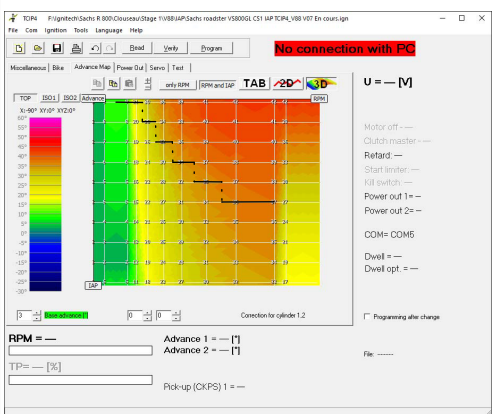 TOP4 F:\Ignitech\Sachs R 800\Clouseau\Stage 1\V88\IAP\Sachs roadster VS800GL CS1 IAP TCIP4_V88 V07 En cours.ign
File Com Ignition Tools Language Help
Read Verify Program
No connection with PC
Miscellaneous Bike Advance Map Power Out Servo Test
only RPM RPM and IAP TAB 2D 3D
TOP ISO1 ISO2 Advance RPM
U = --- [V]
X:-90° XY:0° XYZ:0°
60°
55°
50°
45°
40°
35°
30°
25°
20°
15°
10°
5°
0°
-5°
-10°
-15°
-20°
-25°
-30°
IAP
Motor off ---
Clutch master ---
Retard: ---
Start limiter: ---
Kill switch: ---
Power out 1= --
Power out 2= --
COM= COM5
Dwell = ---
Dwell opt. = ---
3 Base advance [°] 0 0 Correction for cylinder 1,2
Programming after change
RPM = ---
Advance 1 = --- [°]
Advance 2 = --- [°]
TP= --- [%]
File: ------
Pick-up (CKPS) 1 = ---